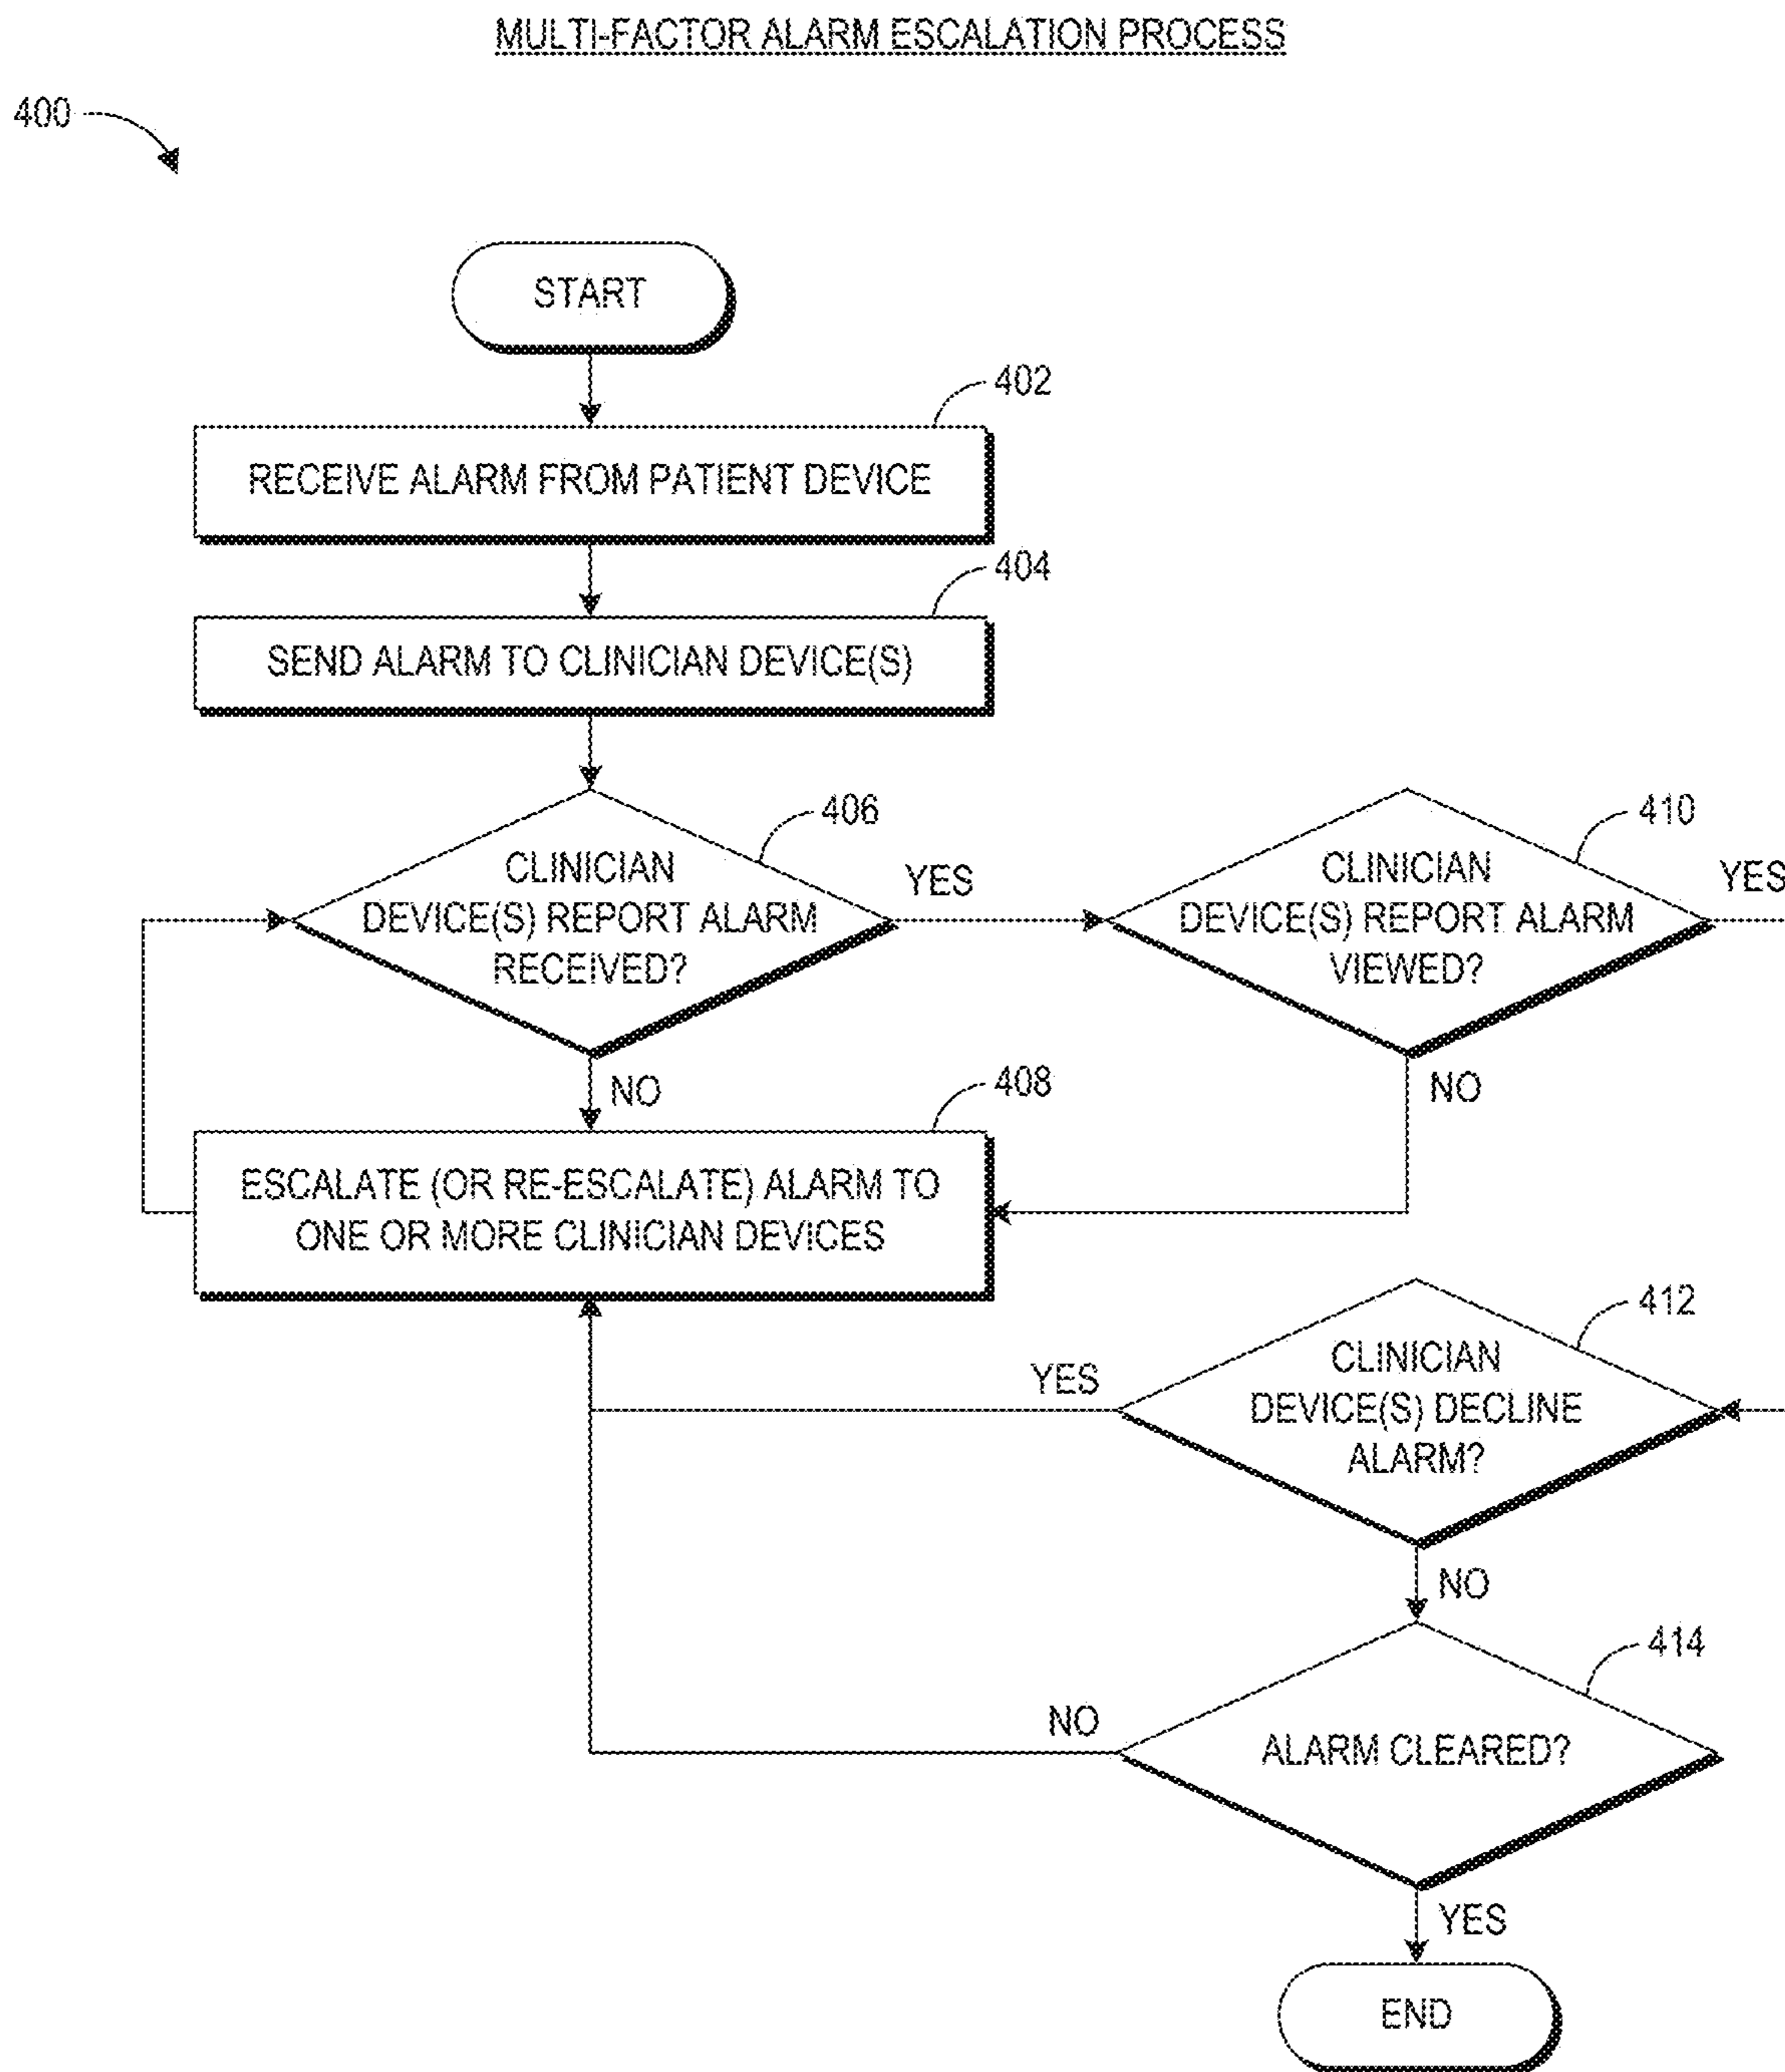 MULTI-FACTOR ALARM ESCALATION PROCESS
400
START
402
RECEIVE ALARM FROM PATIENT DEVICE
404
SEND ALARM TO CLINICIAN DEVICE(S)
406
CLINICIAN
DEVICE(S) REPORT ALARM
RECEIVED?
YES
410
CLINICIAN
DEVICE(S) REPORT ALARM
VIEWED?
YES
NO
NO
408
ESCALATE (OR RE-ESCALATE) ALARM TO
ONE OR MORE CLINICIAN DEVICES
412
CLINICIAN
DEVICE(S) DECLINE
ALARM?
YES
NO
414
ALARM CLEARED?
NO
YES
END